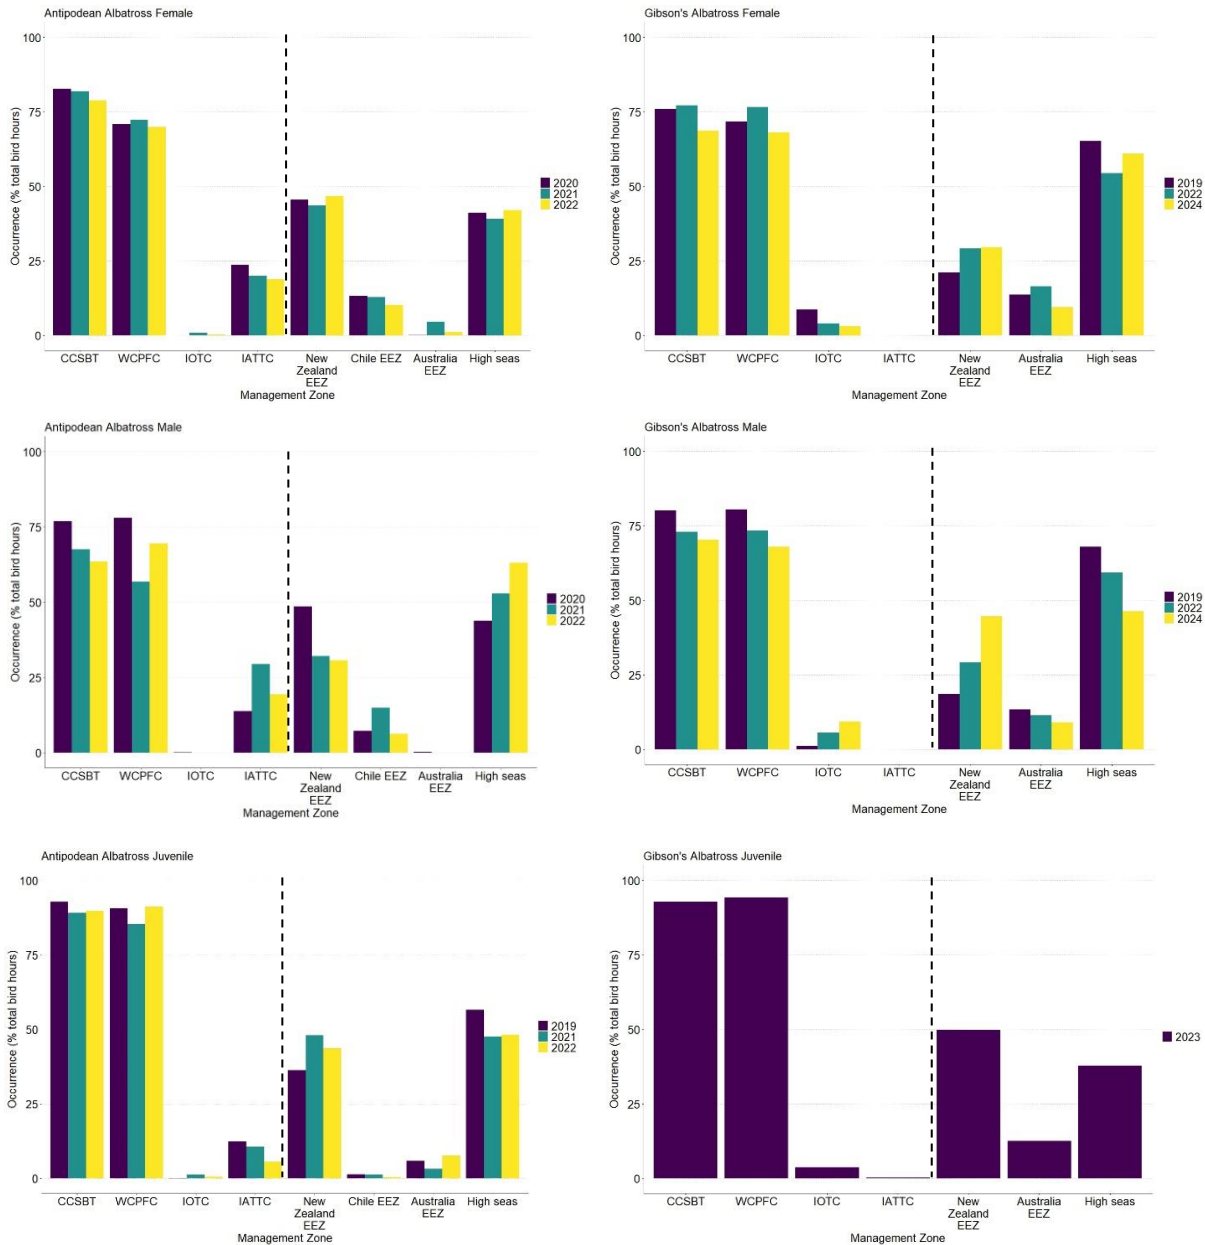 Antipodean Albatross Female
100
75
50
25
0
Occurrence (% total bird hours)
CCSBT WCPFC IOTC IATTC New Zealand EEZ Chile EEZ Australia EEZ High seas
Management Zone
2020
2021
2022
Gibson's Albatross Female
100
75
50
25
0
Occurrence (% total bird hours)
CCSBT WCPFC IOTC IATTC New Zealand EEZ Australia EEZ High seas
Management Zone
2019
2022
2024
Antipodean Albatross Male
100
75
50
25
0
Occurrence (% total bird hours)
CCSBT WCPFC IOTC IATTC New Zealand EEZ Chile EEZ Australia EEZ High seas
Management Zone
2020
2021
2022
Gibson's Albatross Male
100
75
50
25
0
Occurrence (% total bird hours)
CCSBT WCPFC IOTC IATTC New Zealand EEZ Australia EEZ High seas
Management Zone
2019
2022
2024
Antipodean Albatross Juvenile
100
75
50
25
0
Occurrence (% total bird hours)
CCSBT WCPFC IOTC IATTC New Zealand EEZ Chile EEZ Australia EEZ High seas
Management Zone
2019
2021
2022
Gibson's Albatross Juvenile
100
75
50
25
0
Occurrence (% total bird hours)
CCSBT WCPFC IOTC IATTC New Zealand EEZ Australia EEZ High seas
Management Zone
2023